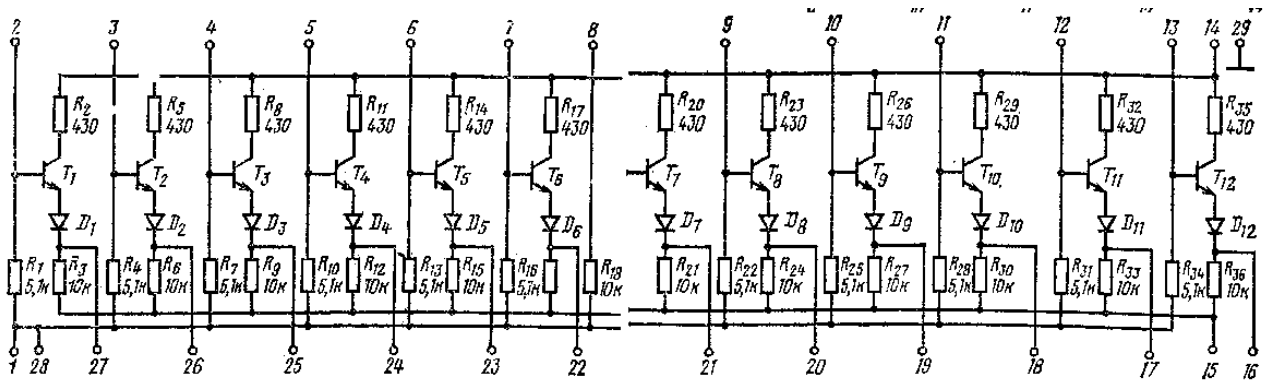 2 3 4 5 6 7 8 9 10 11 12 13 14 29
R2 430 R5 430 R8 430 R11 430 R14 430 R17 430 R20 430 R23 430 R26 430 R29 430 R32 430 R35 430
T1 T2 T3 T4 T5 T6 T7 T8 T9 T10 T11 T12
D1 D2 D3 D4 D5 D6 D7 D8 D9 D10 D11 D12
R1 5,1к R3 10к R4 5,1к R6 10к R7 5,1к R9 10к R10 5,1к R12 10к R13 5,1к R15 10к R16 5,1к R18 R21 10к R22 5,1к R24 10к R25 5,1к R27 10к R28 5,1к R30 10к R31 5,1к R33 10к R34 5,1к R36 10к
1 28 27 26 25 24 23 22 21 20 19 18 17 15 16